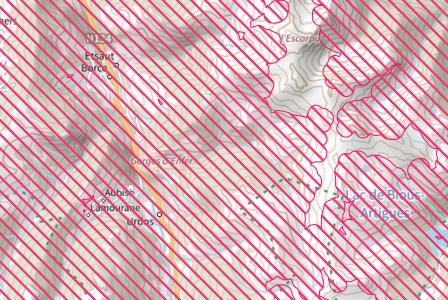 N134
l'Escarpu
Etsaut
Borce
Gorges d'Enfer
Aubise
Lamourane
Urdos
Lac de Bious-
Artigues